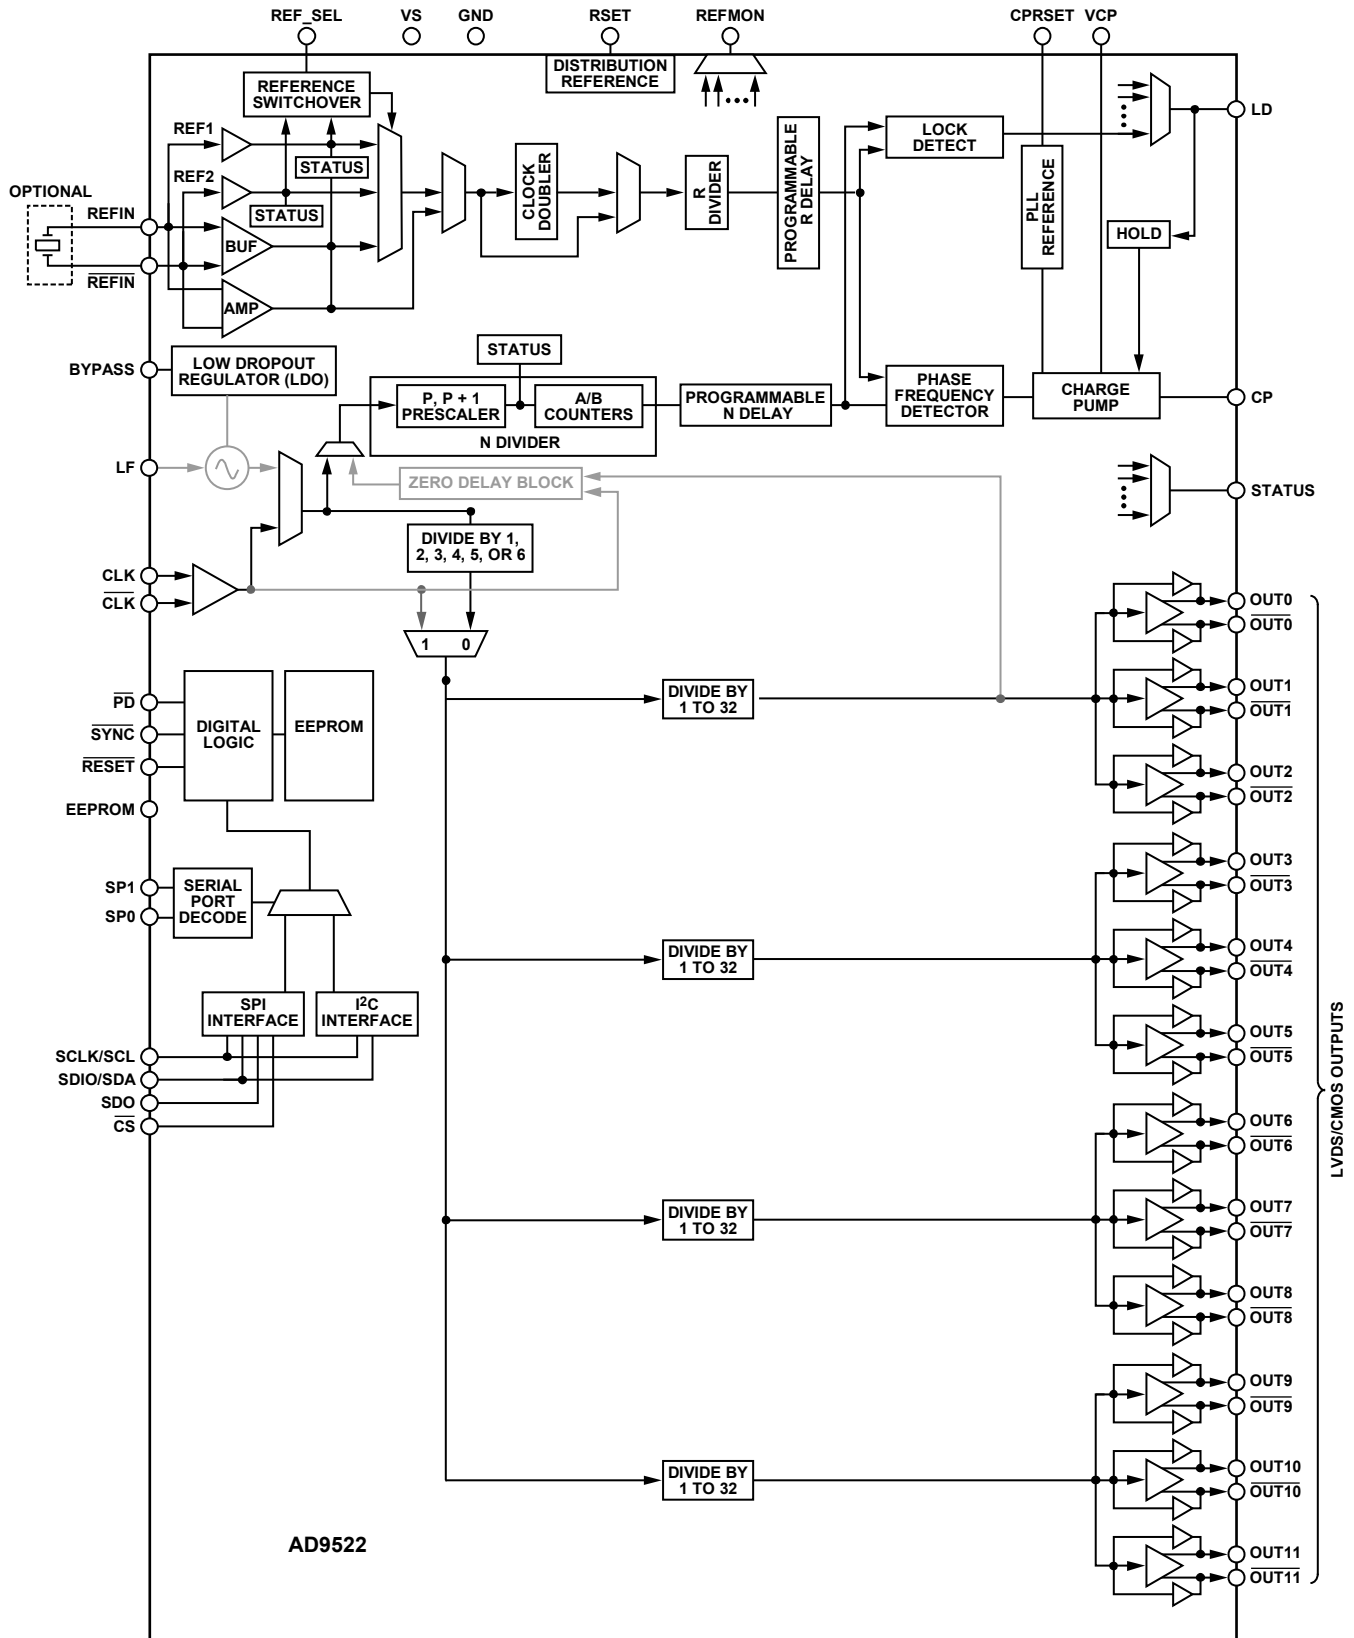 REF_SEL
VS
GND
RSET
REFMON
CPRSET
VCP
DISTRIBUTION
REFERENCE
REFERENCE
SWITCHOVER
REF1
STATUS
REF2
STATUS
BUF
AMP
OPTIONAL
REFIN
REFIN
CLOCK
DOUBLER
R
DIVIDER
PROGRAMMABLE
R DELAY
LOCK
DETECT
PLL
REFERENCE
HOLD
LD
BYPASS
LOW DROPOUT
REGULATOR (LDO)
STATUS
P, P + 1
PRESCALER
A/B
COUNTERS
N DIVIDER
PROGRAMMABLE
N DELAY
PHASE
FREQUENCY
DETECTOR
CHARGE
PUMP
CP
LF
ZERO DELAY BLOCK
STATUS
DIVIDE BY 1,
2, 3, 4, 5, OR 6
CLK
CLK
1 0
OUT0
OUT0
PD
SYNC
RESET
EEPROM
DIGITAL
LOGIC
EEPROM
DIVIDE BY
1 TO 32
OUT1
OUT1
OUT2
OUT2
SP1
SP0
SERIAL
PORT
DECODE
OUT3
OUT3
DIVIDE BY
1 TO 32
OUT4
OUT4
SPI
INTERFACE
I2C
INTERFACE
OUT5
OUT5
SCLK/SCL
SDIO/SDA
SDO
CS
LVDS/CMOS OUTPUTS
OUT6
OUT6
DIVIDE BY
1 TO 32
OUT7
OUT7
OUT8
OUT8
OUT9
OUT9
DIVIDE BY
1 TO 32
OUT10
OUT10
OUT11
OUT11
AD9522